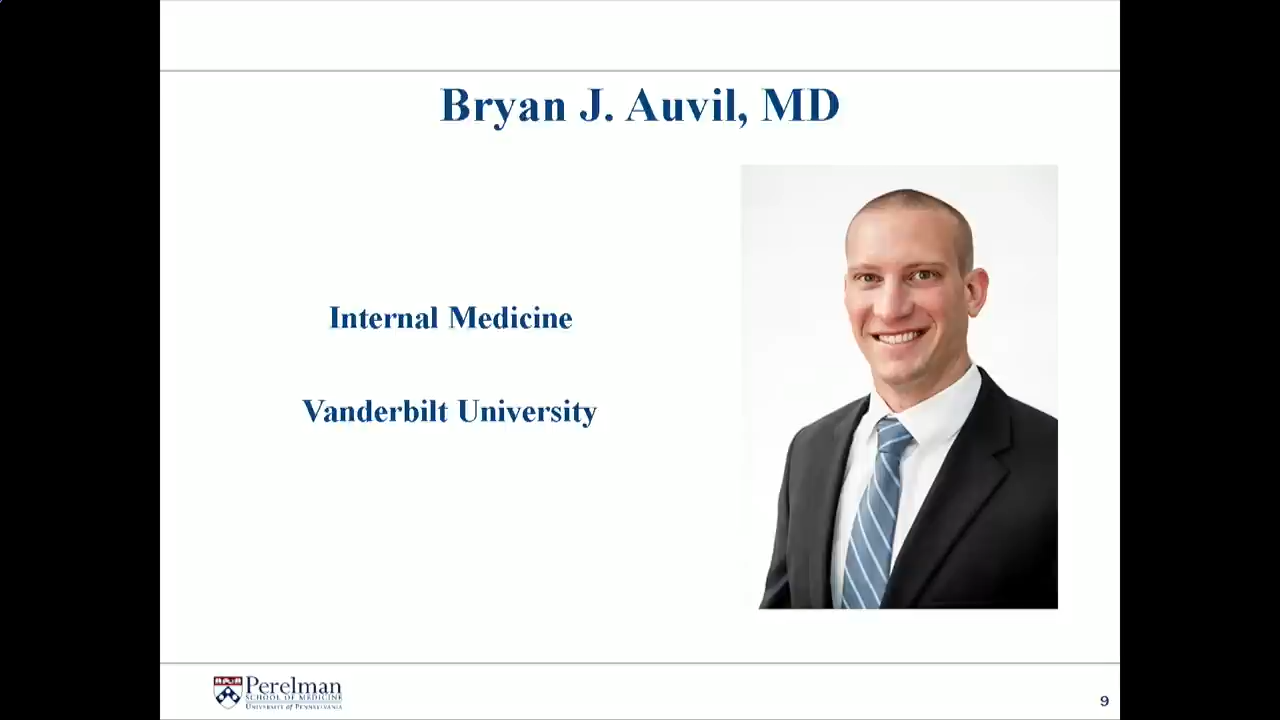 Bryan J. Auvil, MD
Internal Medicine
Vanderbilt University
Perelman
SCHOOL OF MEDICINE
UNIVERSITY of PENNSYLVANIA
9